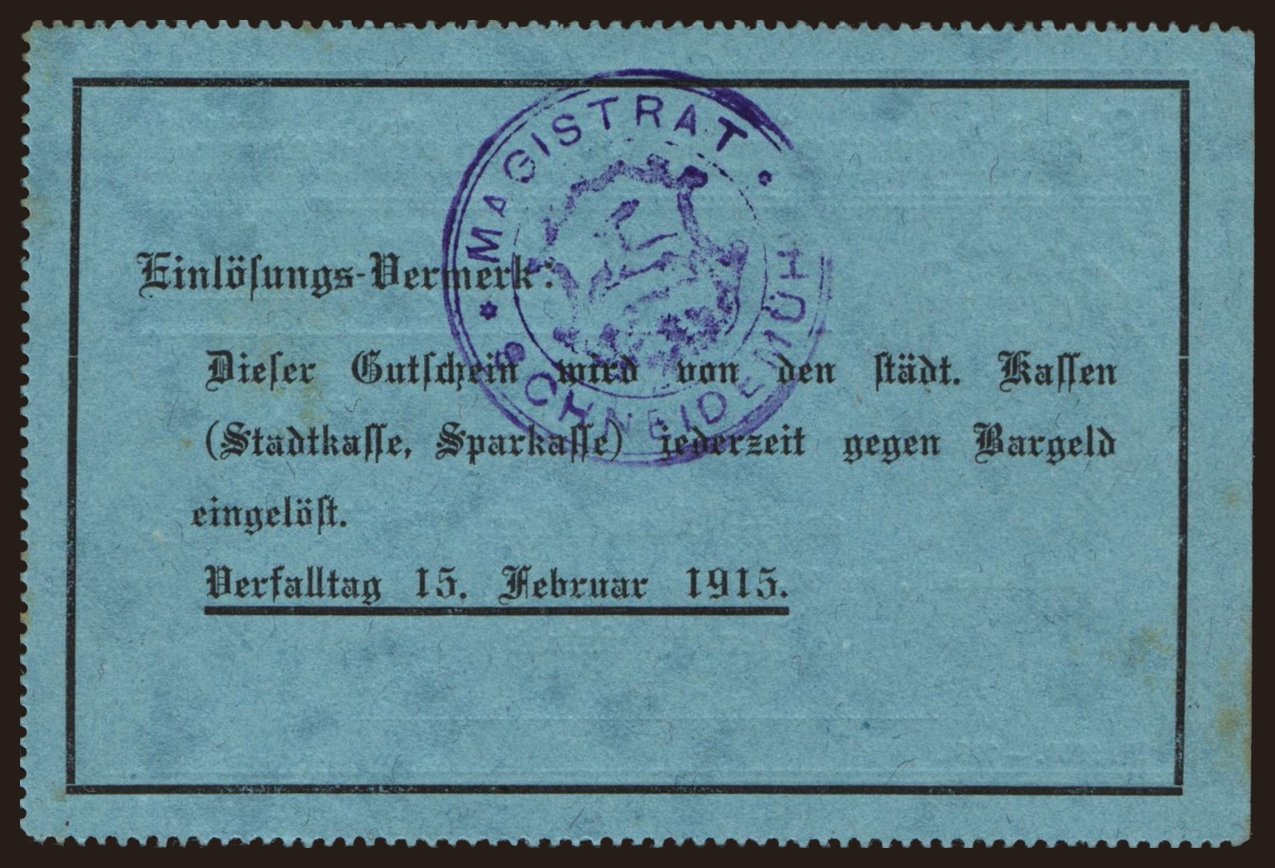 MAGISTRAT
SCHNEIDEMÜH
Einlösungs-Vermerk:
Dieser Gutschein wird von den städt. Kassen
(Stadtkasse, Sparkasse) jederzeit gegen Bargeld
eingelöst.
Verfalltag 15. Februar 1915.